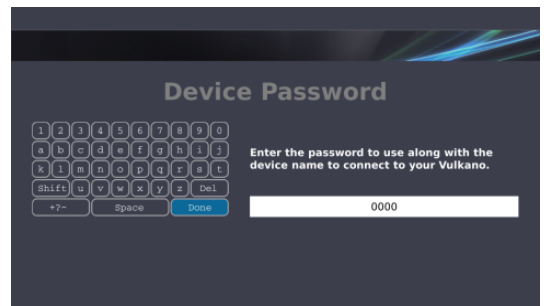 Device Password
1 2 3 4 5 6 7 8 9 0
a b c d e f g h i j
k l m n o p q r s t
Shift u v w x y z Del
+?- Space Done
Enter the password to use along with the
device name to connect to your Vulkano.
0000